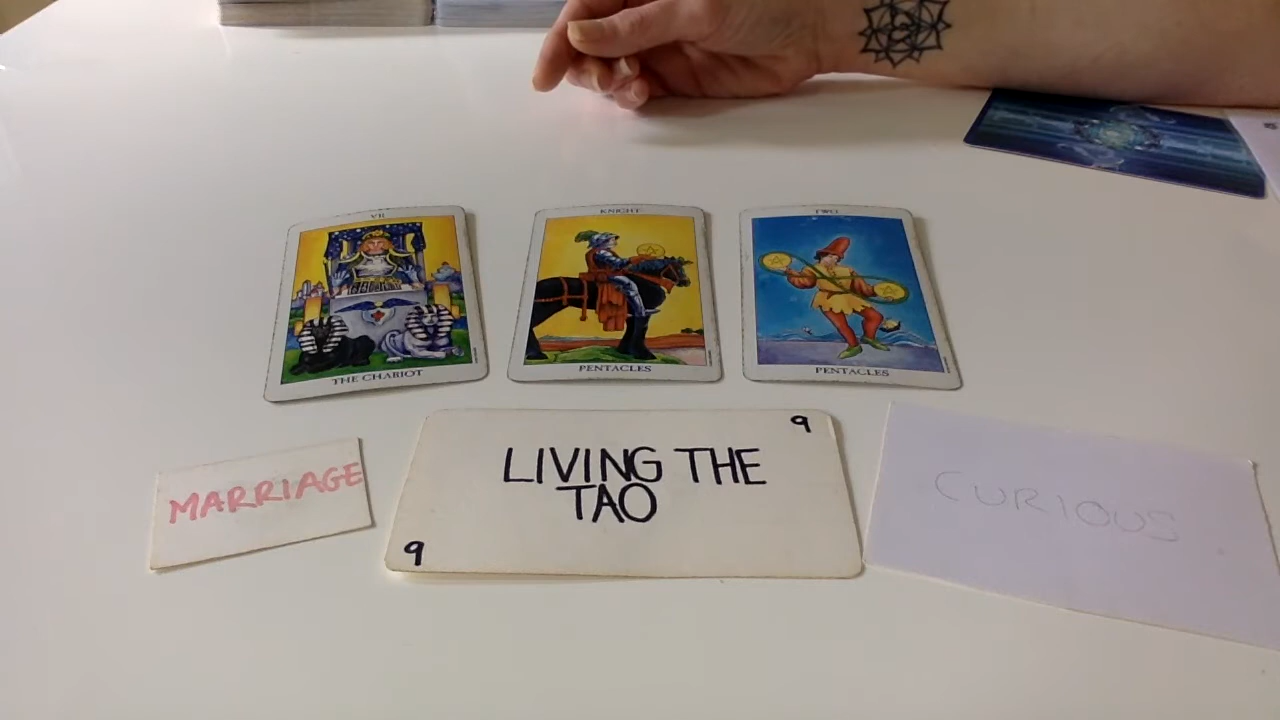 VII
KNIGHT
TWO
THE CHARIOT
PENTACLES
PENTACLES
9
LIVING THE
TAO
9
MARRIAGE
CURIOUS